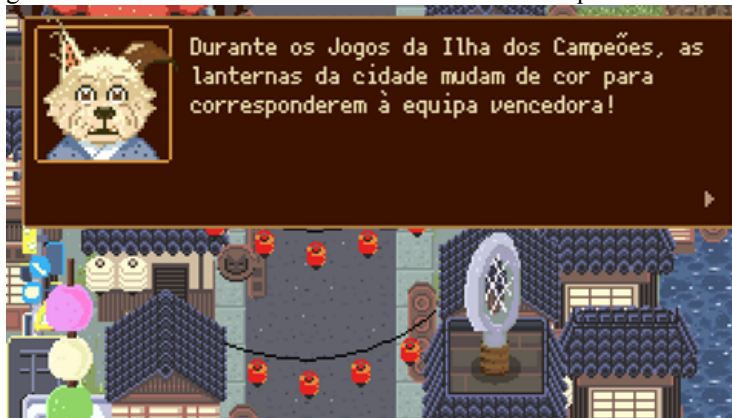 Durante os Jogos da Ilha dos Campeões, as
lanternas da cidade mudam de cor para
corresponderem à equipa vencedora!